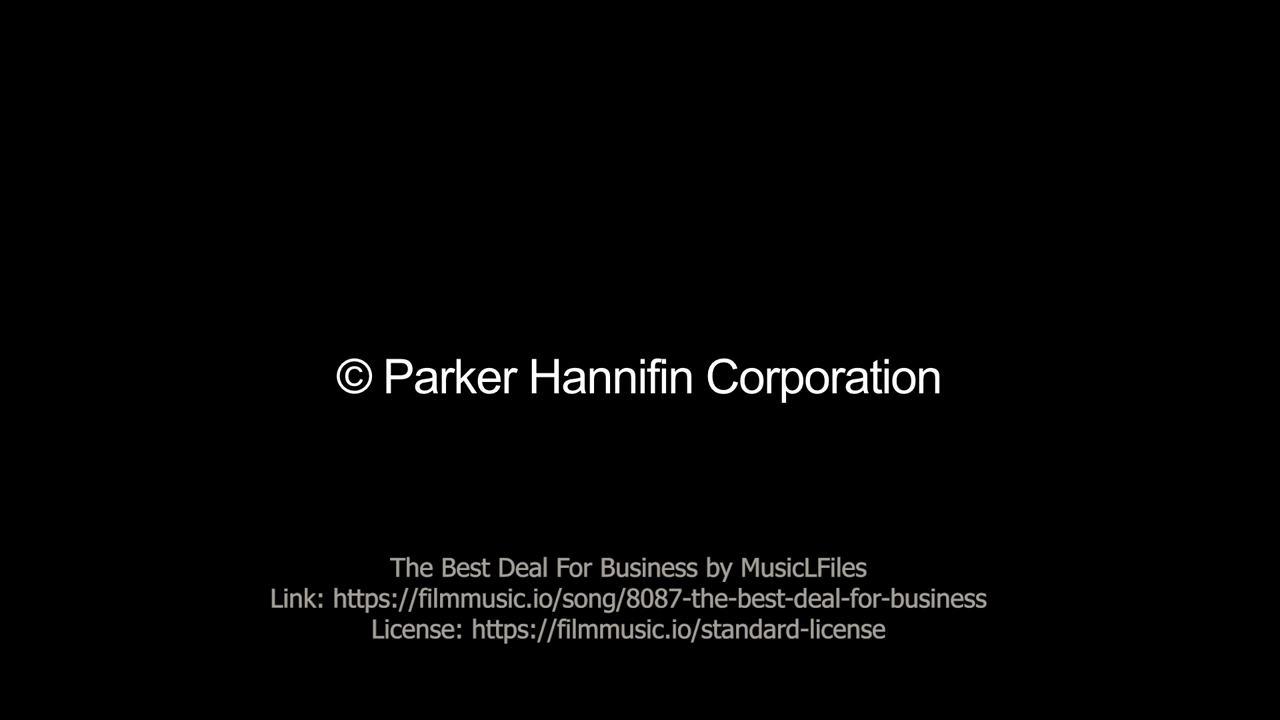 © Parker Hannifin Corporation
The Best Deal For Business by MusicLFiles
Link: https://filmmusic.io/song/8087-the-best-deal-for-business
License: https://filmmusic.io/standard-license